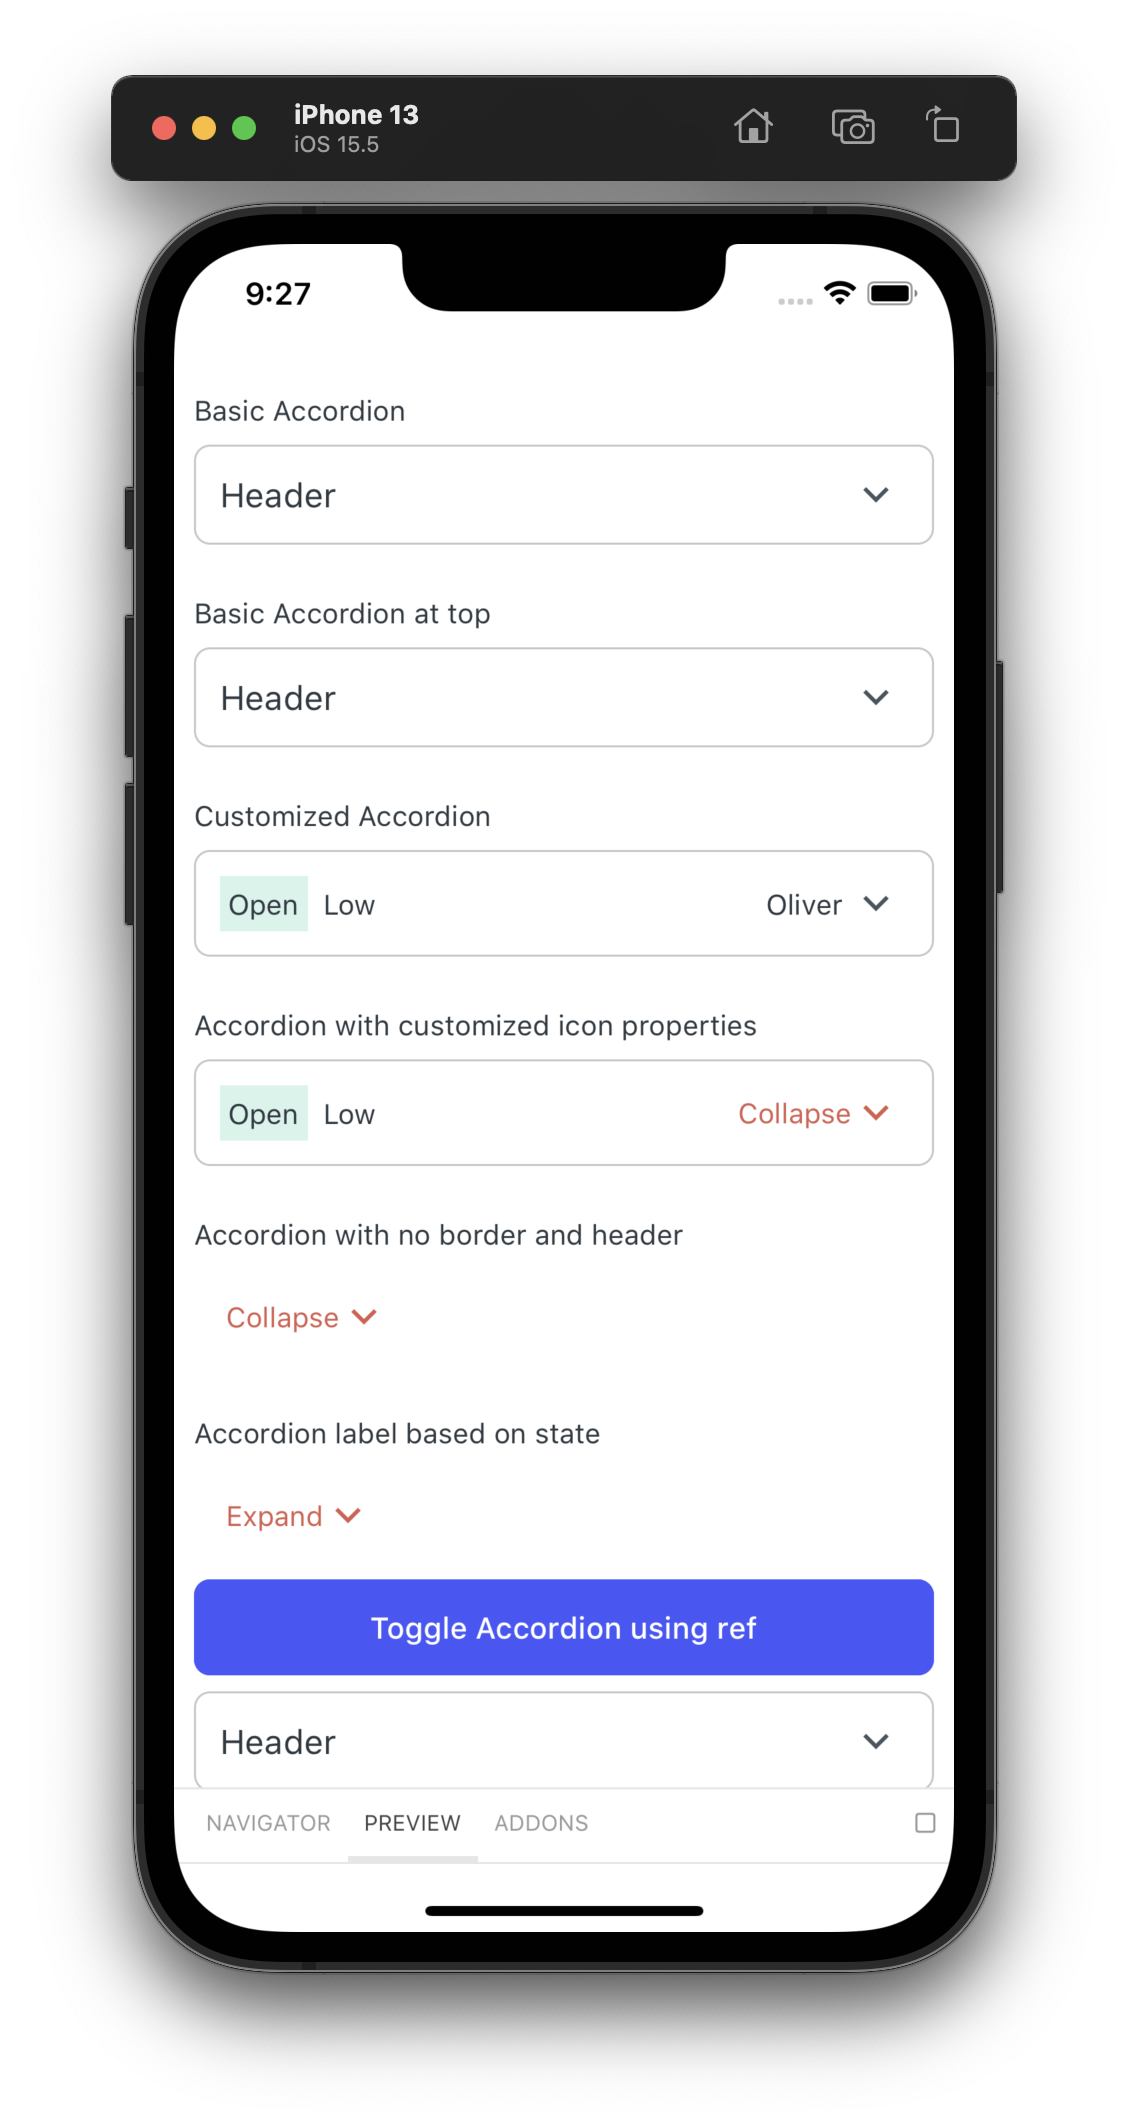 iPhone 13
iOS 15.5
9:27
Basic Accordion
Header
Basic Accordion at top
Header
Customized Accordion
Open Low Oliver
Accordion with customized icon properties
Open Low Collapse
Accordion with no border and header
Collapse
Accordion label based on state
Expand
Toggle Accordion using ref
Header
NAVIGATOR PREVIEW ADDONS